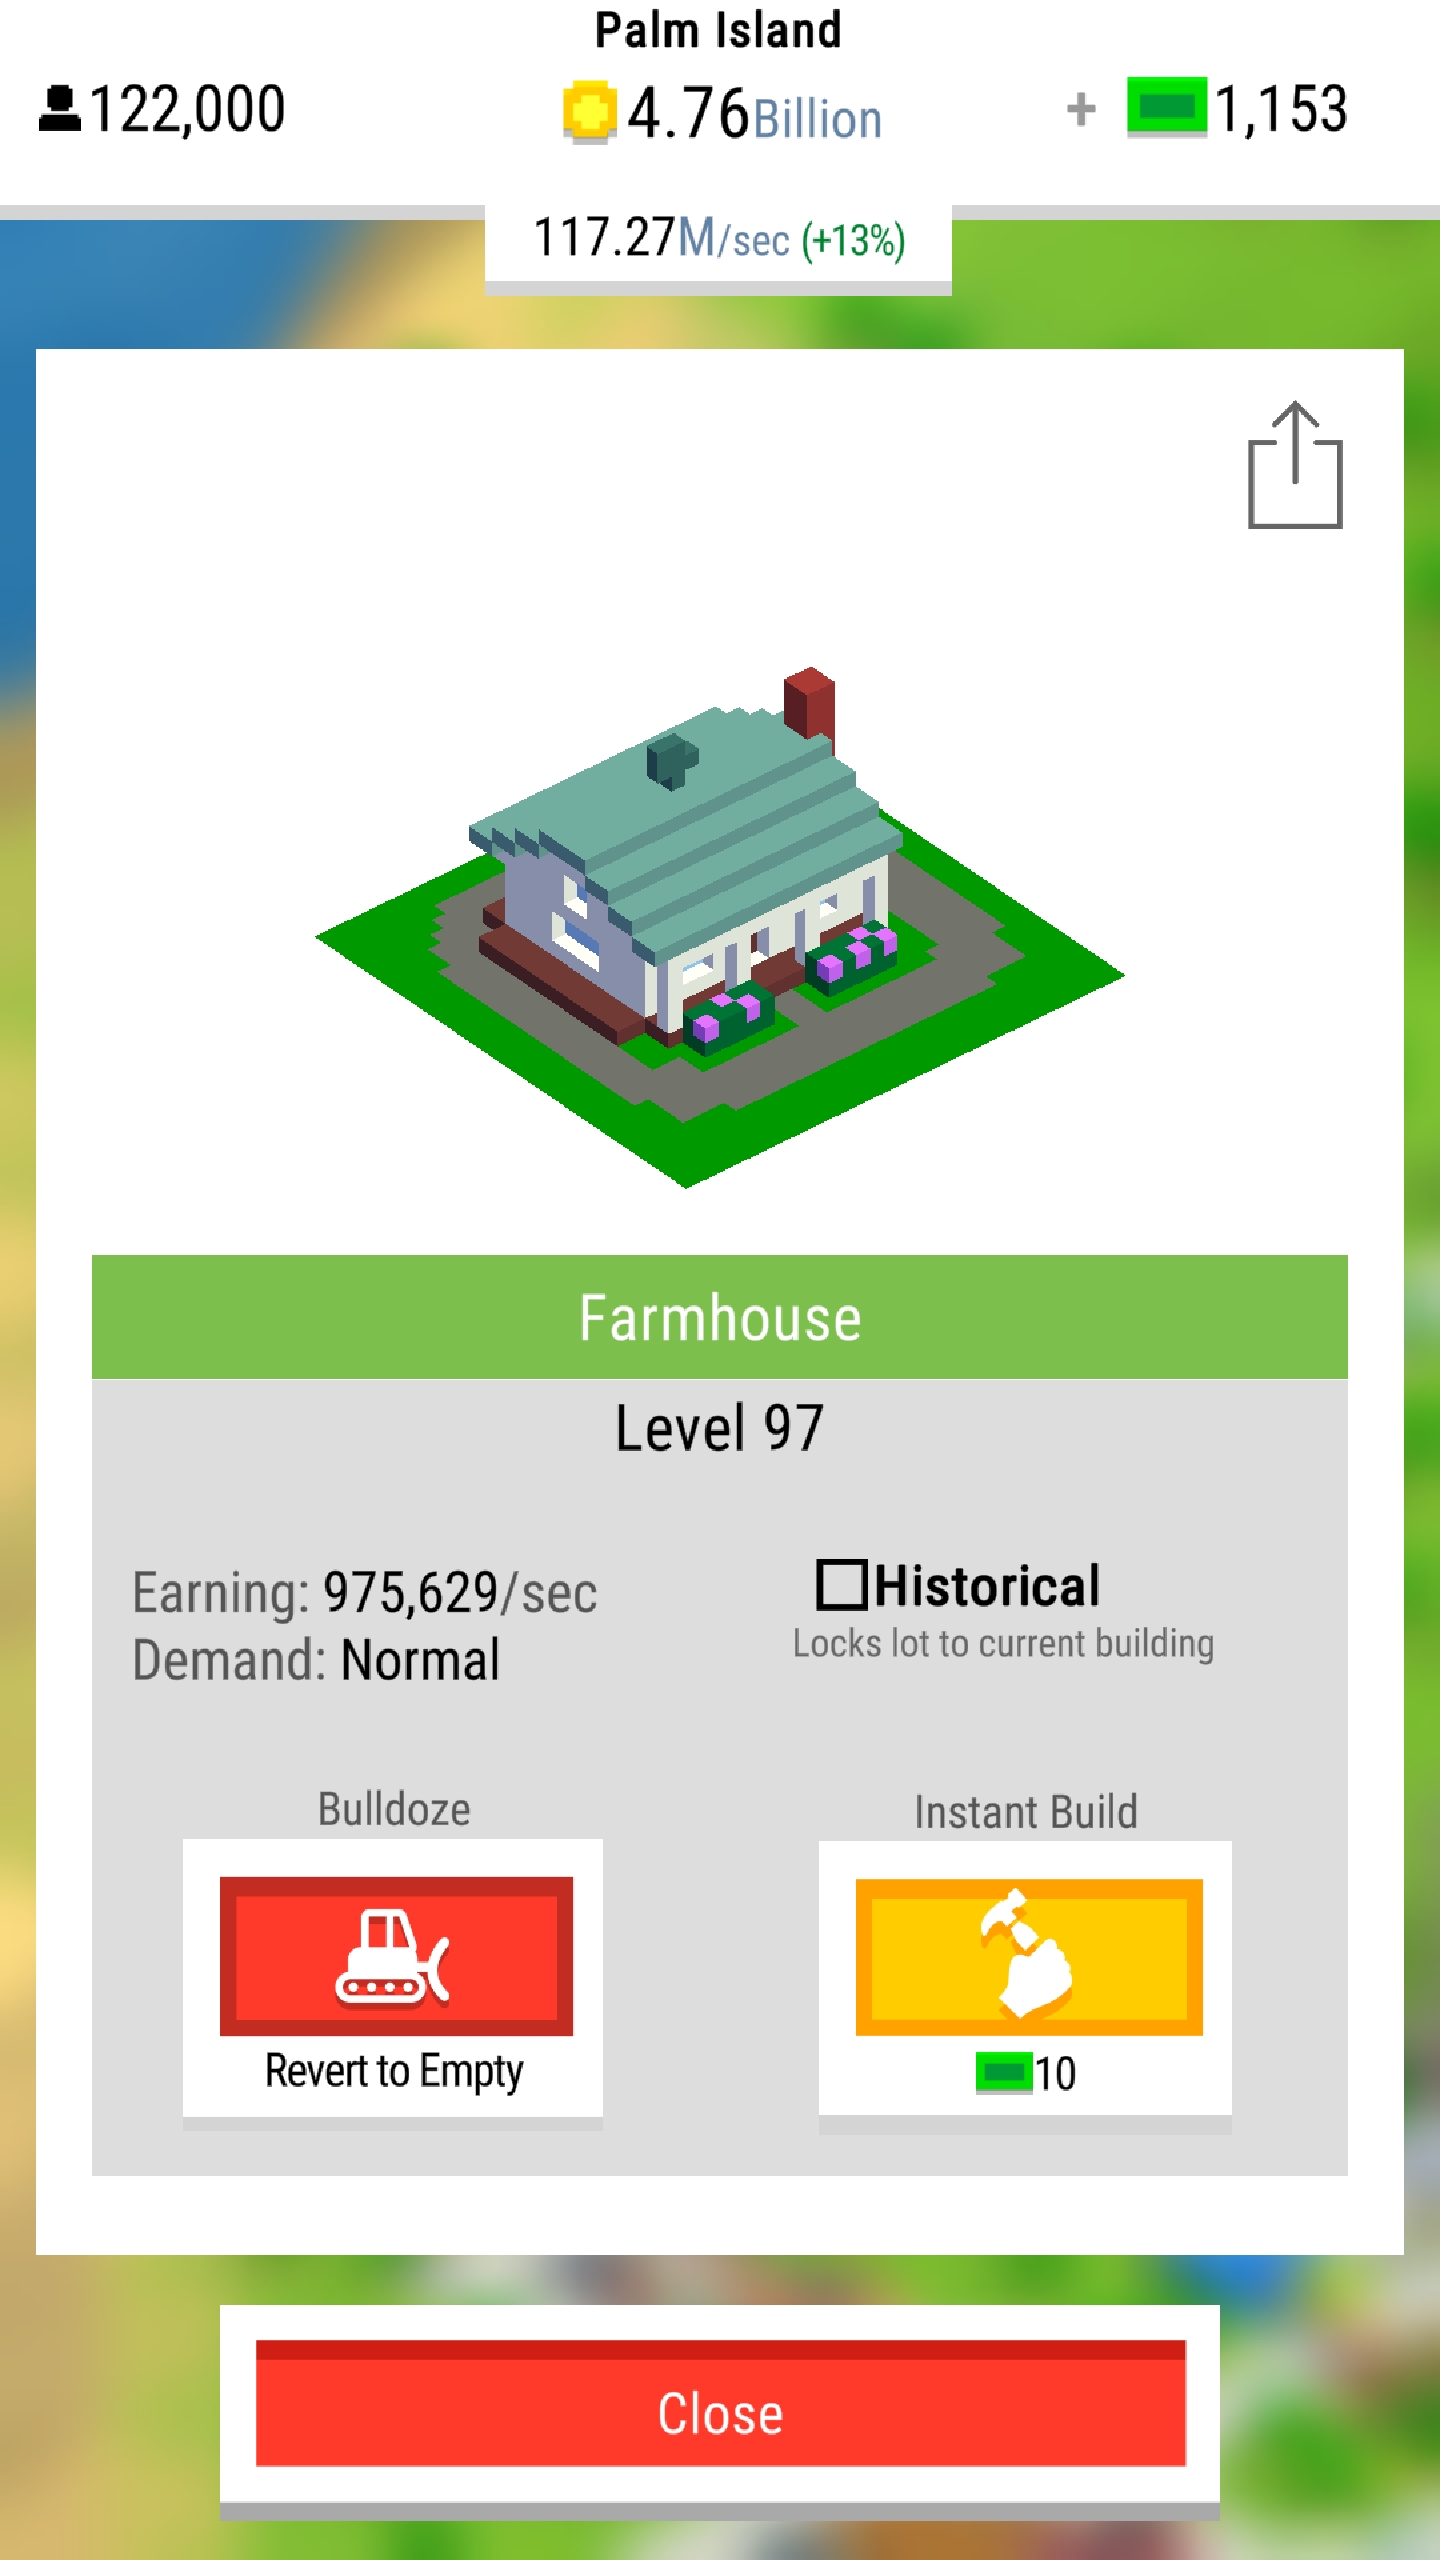 Palm Island
122,000
4.76Billion
+ 1,153
117.27M/sec (+13%)
Farmhouse
Level 97
Earning: 975,629/sec
Demand: Normal
Historical
Locks lot to current building
Bulldoze
Revert to Empty
Instant Build
10
Close